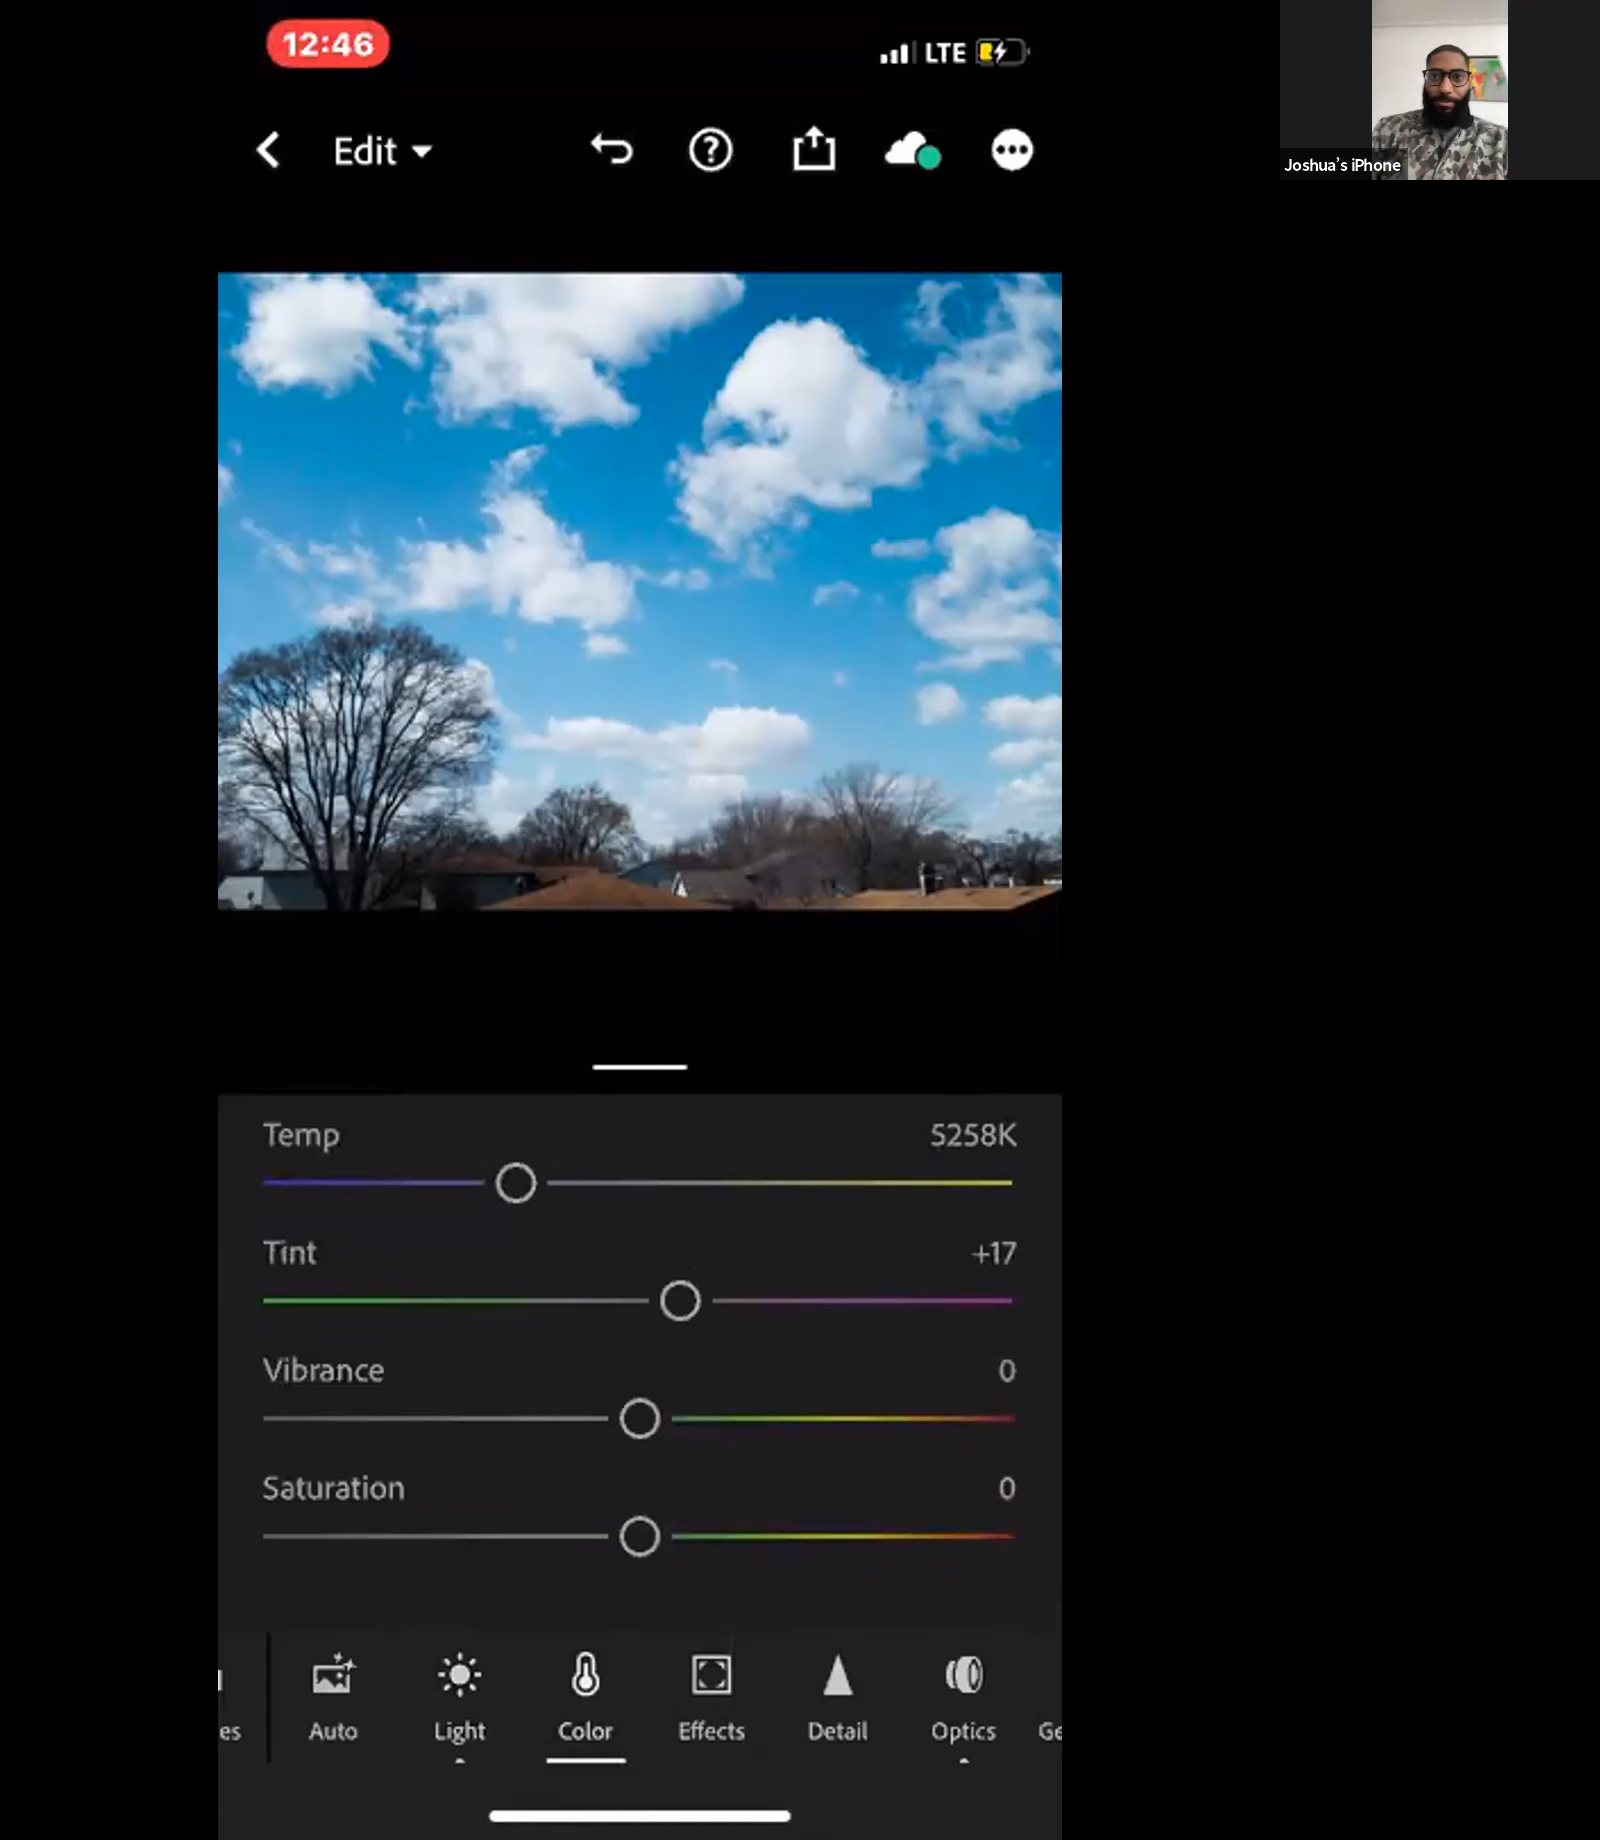 12:46 LTE
Edit
Joshua's iPhone
Temp 5258K
Tint +17
Vibrance 0
Saturation 0
es Auto Light Color Effects Detail Optics Ge